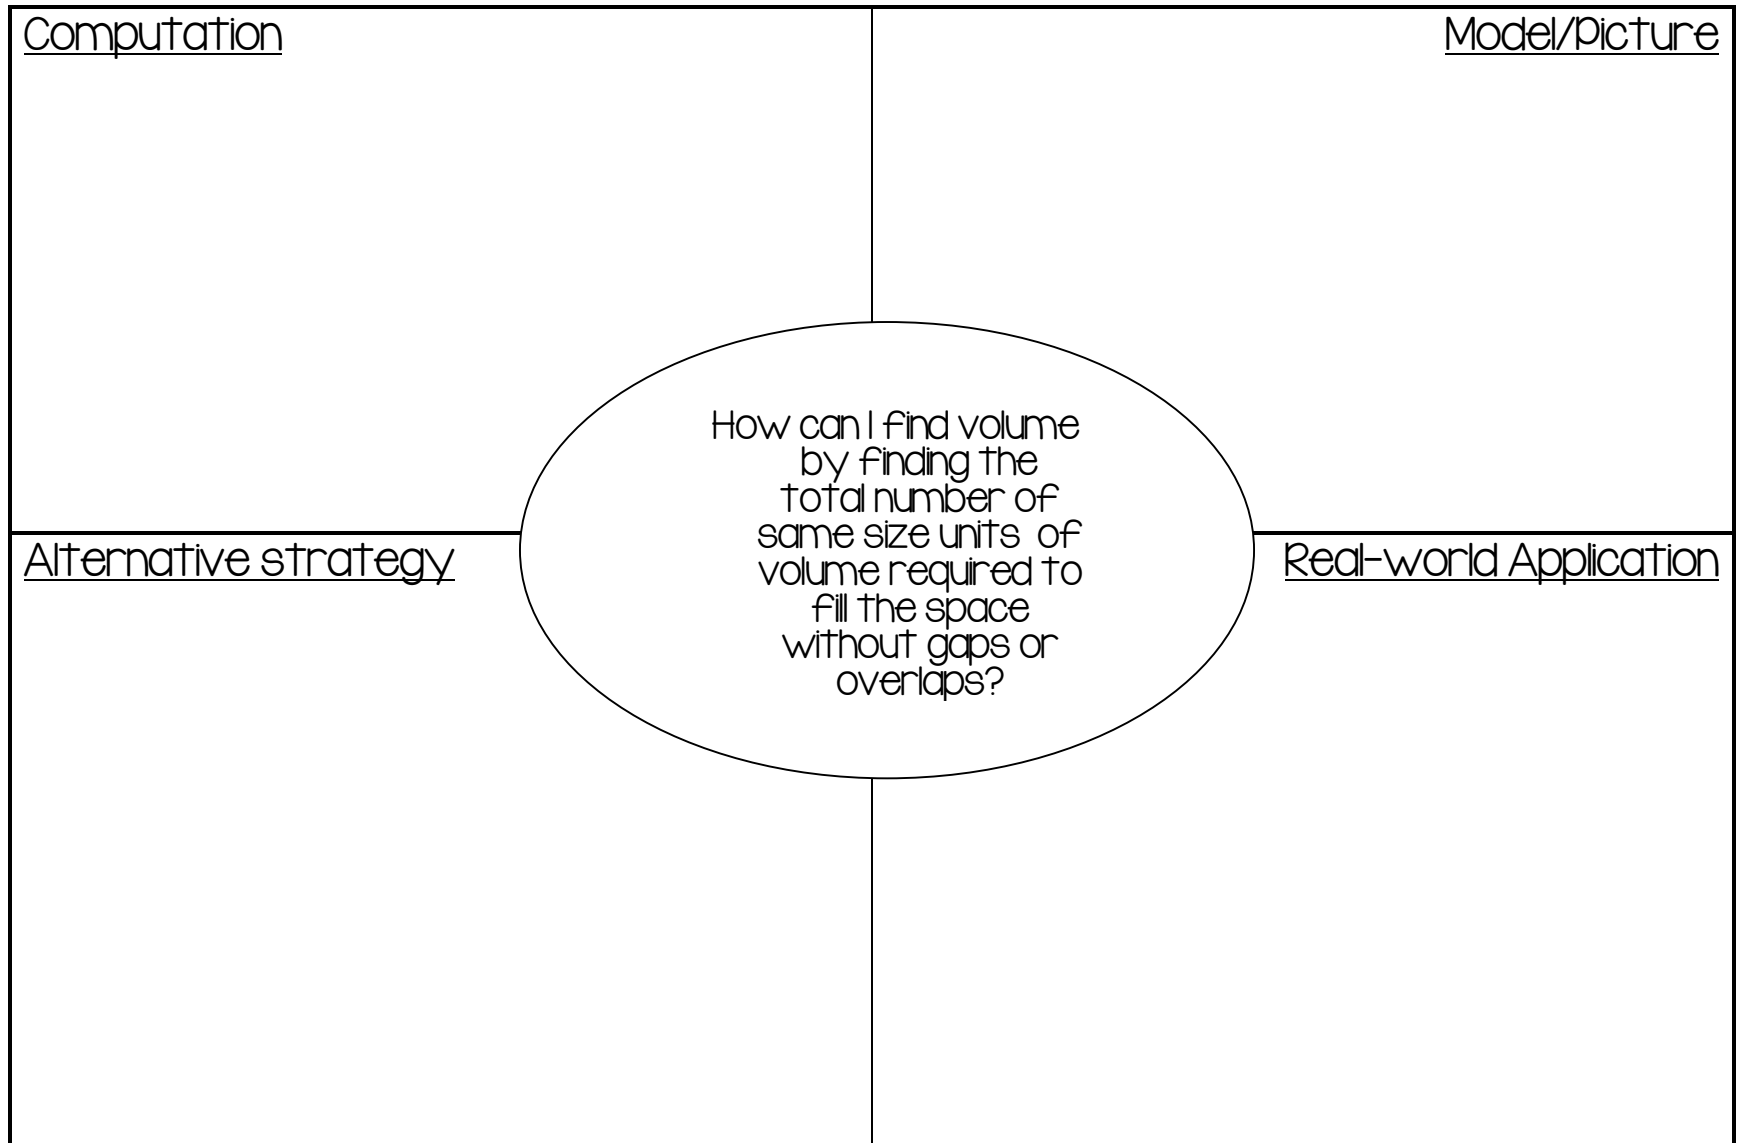 Computation
Model/Picture
How can I find volume
by finding the
total number of
same size units of
volume required to
fill the space
without gaps or
overlaps?
Alternative strategy
Real-world Application